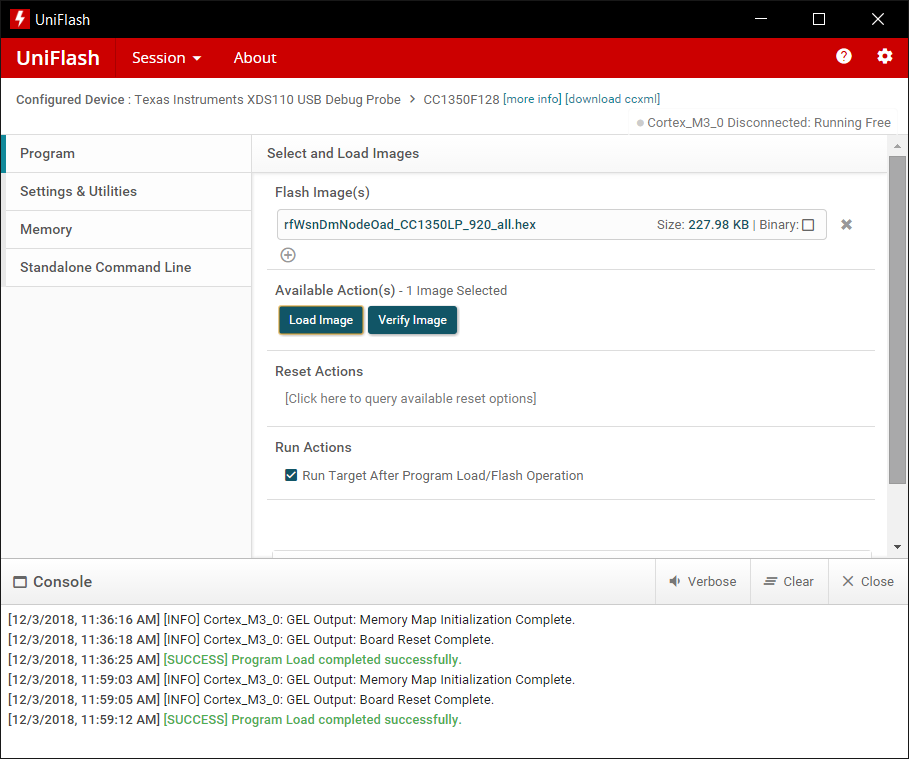 UniFlash
UniFlash Session About ?
Configured Device : Texas Instruments XDS110 USB Debug Probe > CC1350F128 [more info] [download ccxml]
Cortex_M3_0 Disconnected: Running Free
Program
Settings & Utilities
Memory
Standalone Command Line
Select and Load Images
Flash Image(s)
rfWsnDmNodeOad_CC1350LP_920_all.hex Size: 227.98 KB | Binary:
Available Action(s) - 1 Image Selected
Load Image Verify Image
Reset Actions
[Click here to query available reset options]
Run Actions
Run Target After Program Load/Flash Operation
Console Verbose Clear Close
[12/3/2018, 11:36:16 AM] [INFO] Cortex_M3_0: GEL Output: Memory Map Initialization Complete.
[12/3/2018, 11:36:18 AM] [INFO] Cortex_M3_0: GEL Output: Board Reset Complete.
[12/3/2018, 11:36:25 AM] [SUCCESS] Program Load completed successfully.
[12/3/2018, 11:59:03 AM] [INFO] Cortex_M3_0: GEL Output: Memory Map Initialization Complete.
[12/3/2018, 11:59:05 AM] [INFO] Cortex_M3_0: GEL Output: Board Reset Complete.
[12/3/2018, 11:59:12 AM] [SUCCESS] Program Load completed successfully.